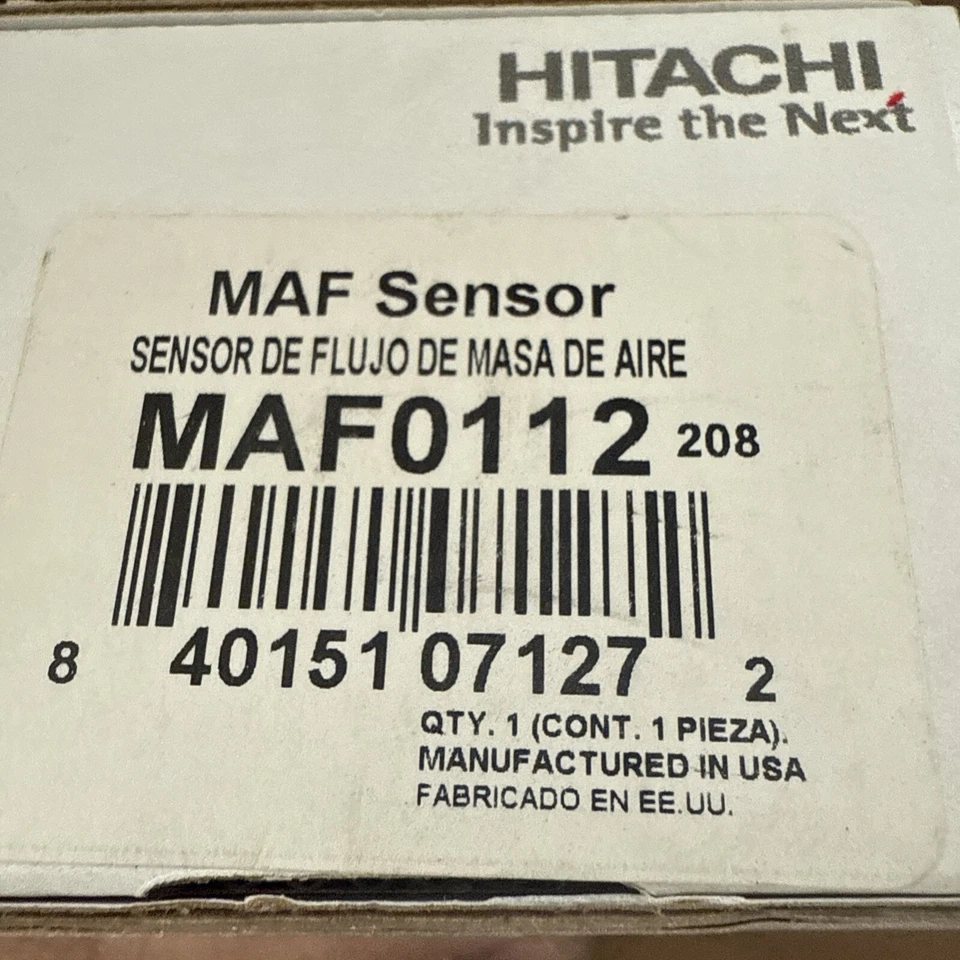 HITACHI
Inspire the Next
MAF Sensor
SENSOR DE FLUJO DE MASA DE AIRE
MAF0112 208
8 40151 07127 2
QTY. 1 (CONT. 1 PIEZA).
MANUFACTURED IN USA
FABRICADO EN EE.UU.